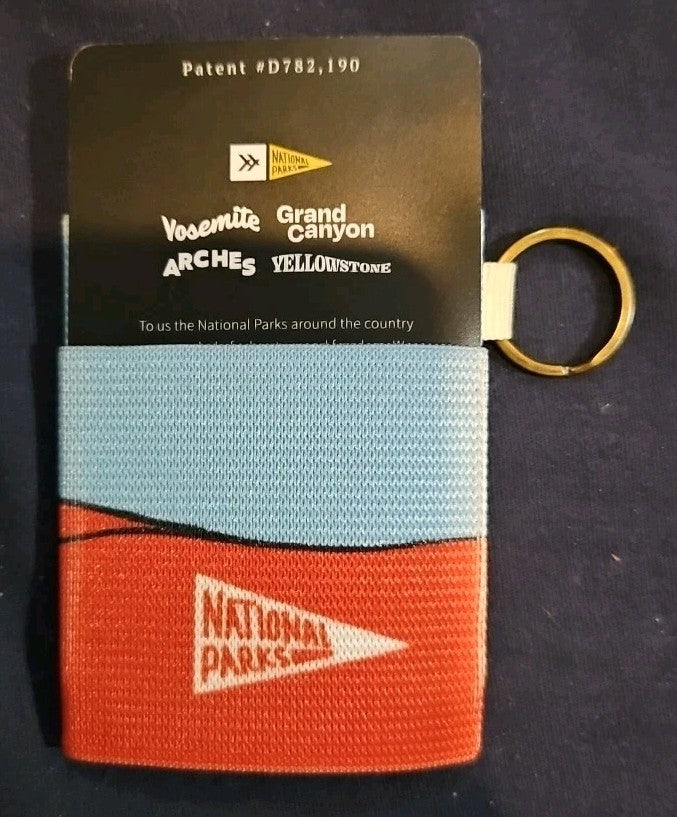 Patent #D782,190
NATIONAL
PARKS
Yosemite
Grand
Canyon
ARCHES
YELLOWSTONE
To us the National Parks around the country
NATIONAL
PARKS